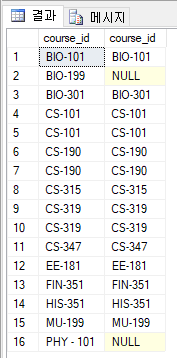 결과 메시지
course_id course_id
1 BIO-101 BIO-101
2 BIO-199 NULL
3 BIO-301 BIO-301
4 CS-101 CS-101
5 CS-101 CS-101
6 CS-190 CS-190
7 CS-190 CS-190
8 CS-315 CS-315
9 CS-319 CS-319
10 CS-319 CS-319
11 CS-347 CS-347
12 EE-181 EE-181
13 FIN-351 FIN-351
14 HIS-351 HIS-351
15 MU-199 MU-199
16 PHY - 101 NULL